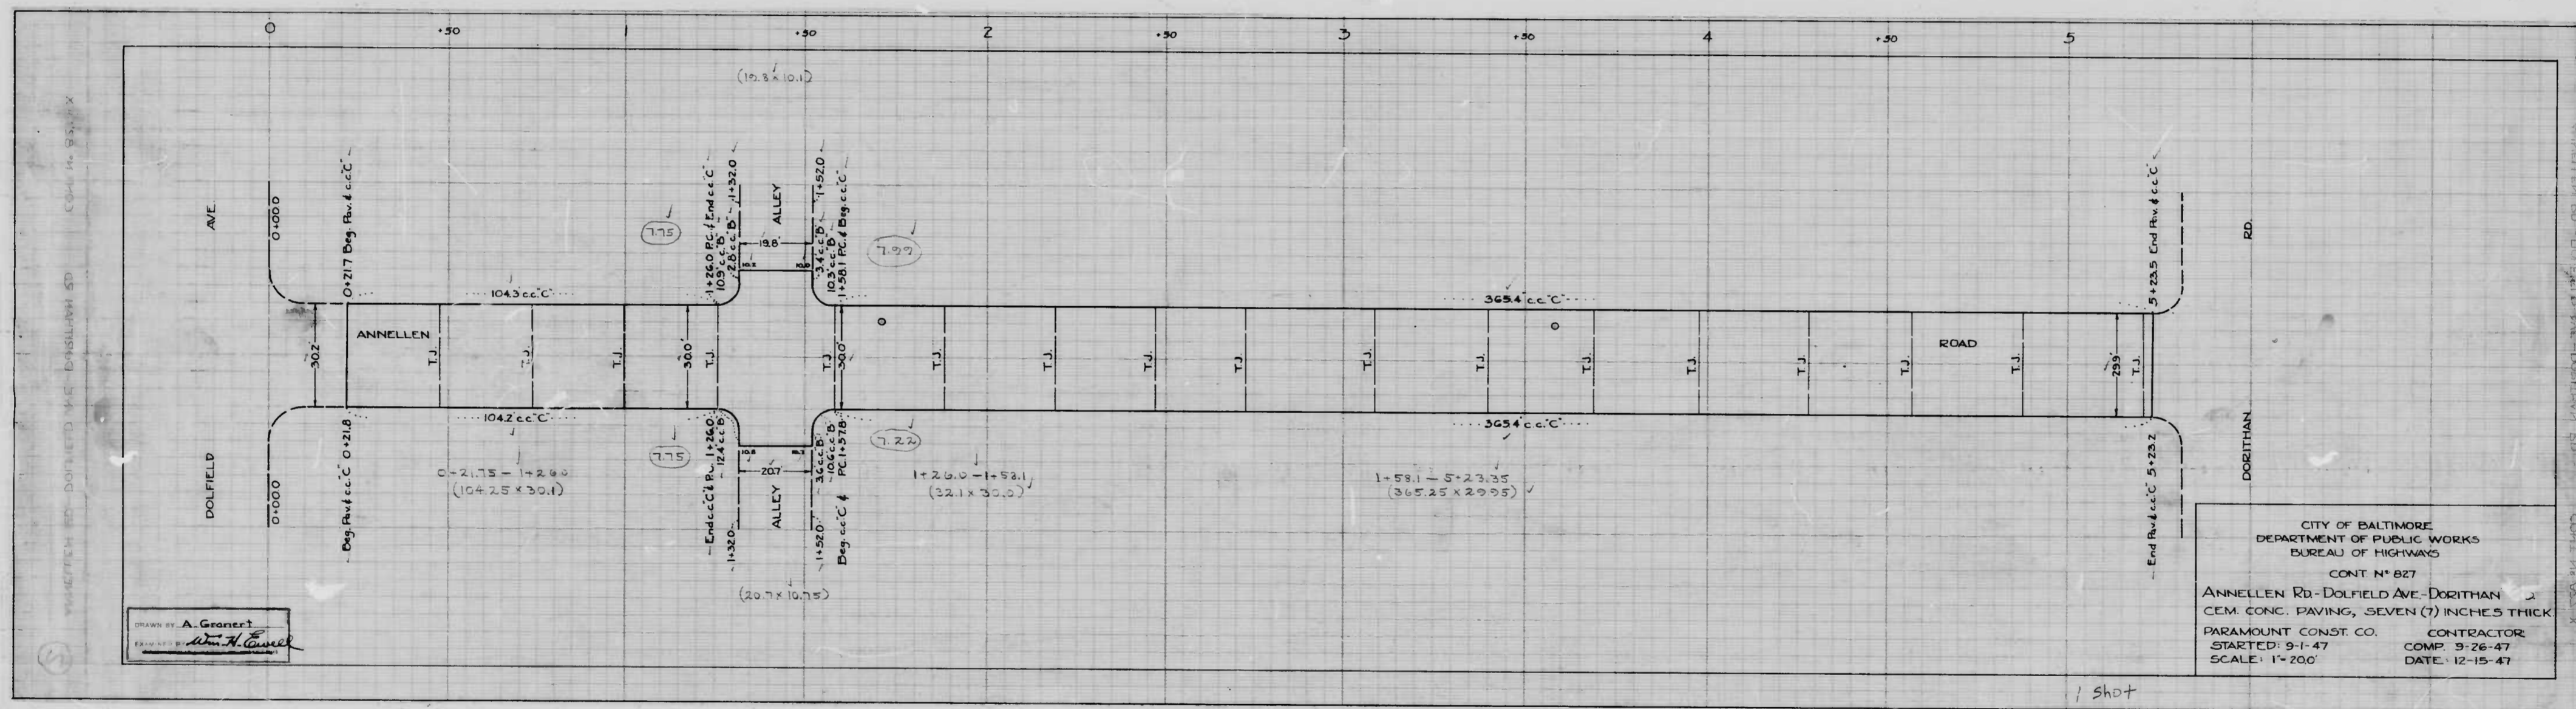 0 +50 1 +50 2 +50 3 +50 4 +50 5
(19.8 x 10.1)
AVE.
0+00.0
0+21.7 Beg. Pav. & c.c."C"
7.75
1+26.0 P.C. & End c.c."C"
10.9' c.c."B"
2.8' c.c."B"
1+32.0
ALLEY
19.8'
1+52.0
3.4' c.c."B"
10.3' c.c."B"
1+58.1 P.C. & Beg. c.c."C"
7.99
5+23.5 End Pav. & c.c."C"
RD.
104.3 c.c."C"
365.4' c.c."C"
ANNELLEN
ROAD
30.2'
T.J.
T.J.
T.J.
30.0'
T.J.
T.J.
30.0'
T.J.
T.J.
T.J.
T.J.
T.J.
T.J.
T.J.
T.J.
T.J.
T.J.
T.J.
29.9'
T.J.
104.2' c.c."C"
365.4' c.c."C"
DOLFIELD
0+00.0
Beg. Pav. & c.c."C" 0+21.8
0+21.75 - 1+26.0
(104.25 x 30.1)
7.75
End c.c."C" & P.C. 1+26.0
12.4' c.c."B"
1+32.0
20.7'
ALLEY
1+52.0
3.6' c.c."B"
10.6' c.c."B"
Beg. c.c."C" & P.C. 1+57.8
7.22
1+26.0 - 1+58.1
(32.1 x 30.0)
1+58.1 - 5+23.35
(365.25 x 29.95)
End Pav. & c.c."C" 5+23.2
DORITHAN
(20.7 x 10.75)
DRAWN BY A. Gronert
EXAMINED BY Wm. H. Ewell
CITY OF BALTIMORE
DEPARTMENT OF PUBLIC WORKS
BUREAU OF HIGHWAYS
CONT. Nº 827
ANNELLEN RD.-DOLFIELD AVE.-DORITHAN
CEM. CONC. PAVING, SEVEN (7) INCHES THICK
PARAMOUNT CONST. CO. CONTRACTOR
STARTED: 9-1-47 COMP. 9-26-47
SCALE: 1"=20.0' DATE: 12-15-47
1 Shot